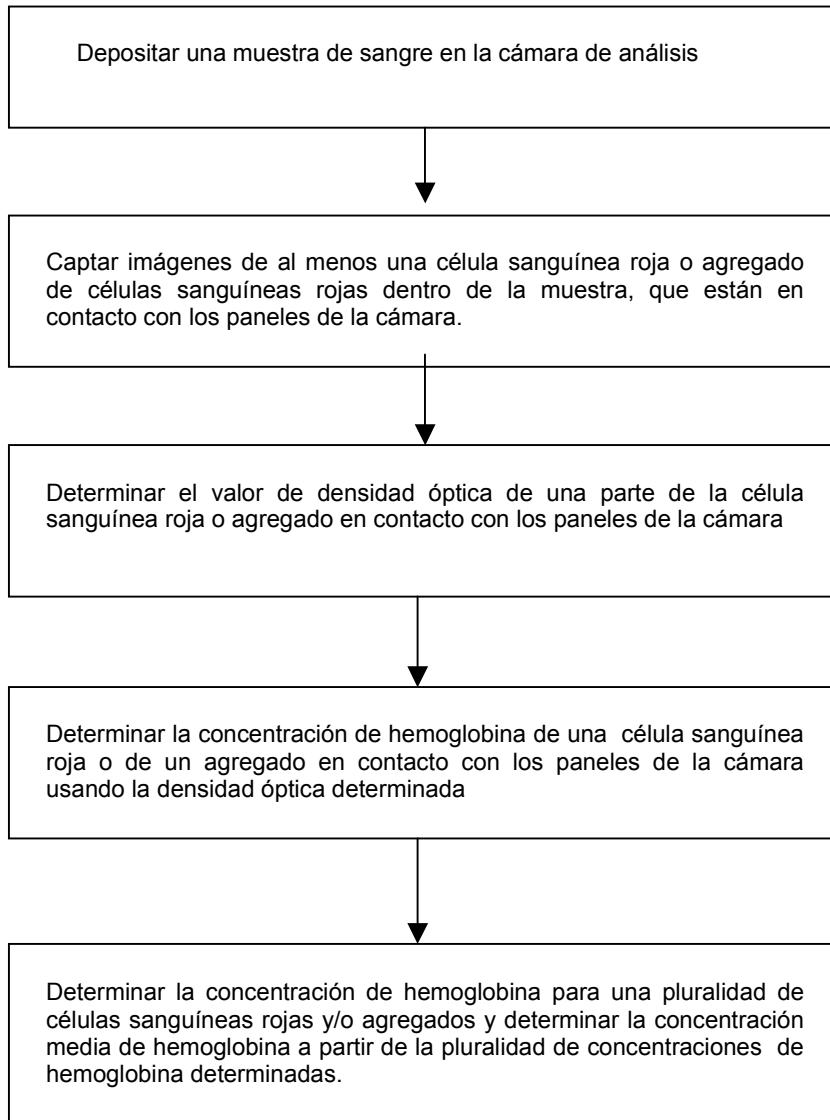 Depositar una muestra de sangre en la cámara de análisis
Captar imágenes de al menos una célula sanguínea roja o agregado
de células sanguíneas rojas dentro de la muestra, que están en
contacto con los paneles de la cámara.
Determinar el valor de densidad óptica de una parte de la célula
sanguínea roja o agregado en contacto con los paneles de la cámara
Determinar la concentración de hemoglobina de una célula sanguínea
roja o de un agregado en contacto con los paneles de la cámara
usando la densidad óptica determinada
Determinar la concentración de hemoglobina para una pluralidad de
células sanguíneas rojas y/o agregados y determinar la concentración
media de hemoglobina a partir de la pluralidad de concentraciones de
hemoglobina determinadas.